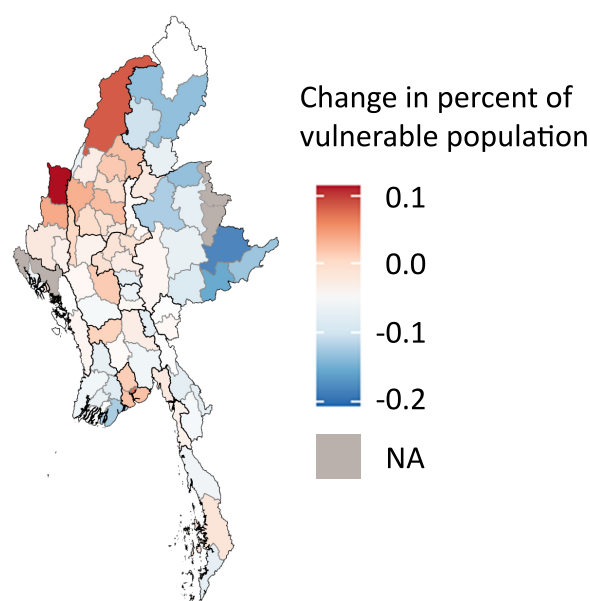 Change in percent of
vulnerable population
0.1
0.0
-0.1
-0.2
NA